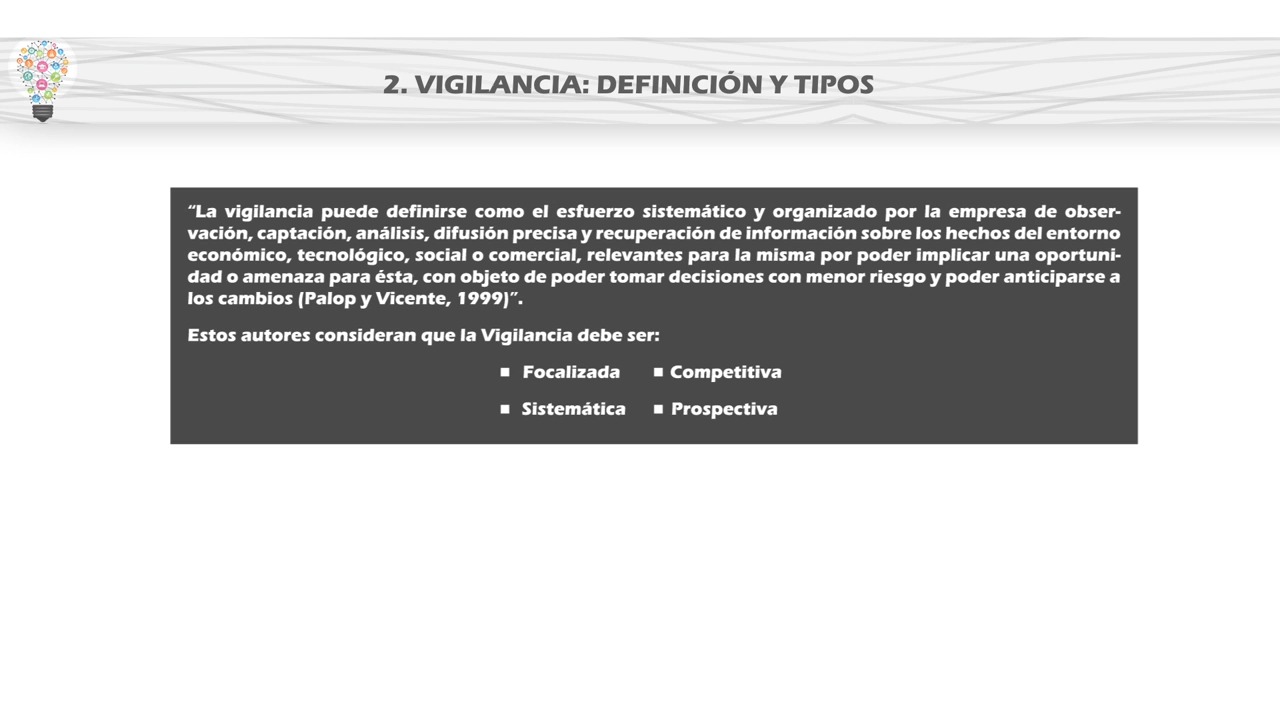 2. VIGILANCIA: DEFINICIÓN Y TIPOS
“La vigilancia puede definirse como el esfuerzo sistemático y organizado por la empresa de obser-
vación, captación, análisis, difusión precisa y recuperación de información sobre los hechos del entorno
económico, tecnológico, social o comercial, relevantes para la misma por poder implicar una oportuni-
dad o amenaza para ésta, con objeto de poder tomar decisiones con menor riesgo y poder anticiparse a
los cambios (Palop y Vicente, 1999)”.
Estos autores consideran que la Vigilancia debe ser:
▪ Focalizada ▪ Competitiva
▪ Sistemática ▪ Prospectiva